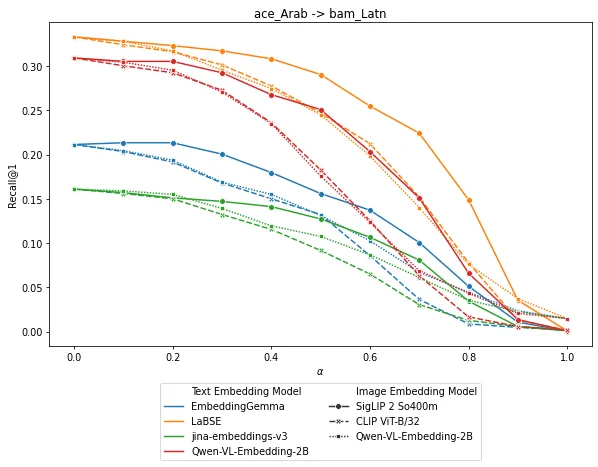 ace_Arab -> bam_Latn
Recall@1
0.30
0.25
0.20
0.15
0.10
0.05
0.00
0.0 0.2 0.4 0.6 0.8 1.0
α
Text Embedding Model Image Embedding Model
EmbeddingGemma SigLIP 2 So400m
LaBSE CLIP ViT-B/32
jina-embeddings-v3 Qwen-VL-Embedding-2B
Qwen-VL-Embedding-2B